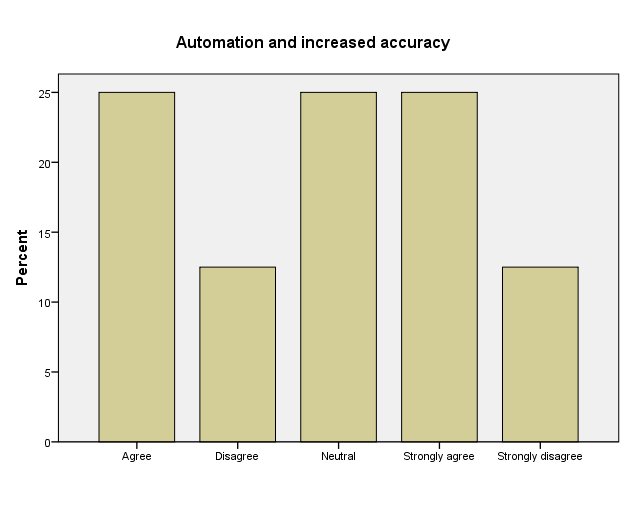 Automation and increased accuracy
Percent
25
20
15
10
5
0
Agree Disagree Neutral Strongly agree Strongly disagree